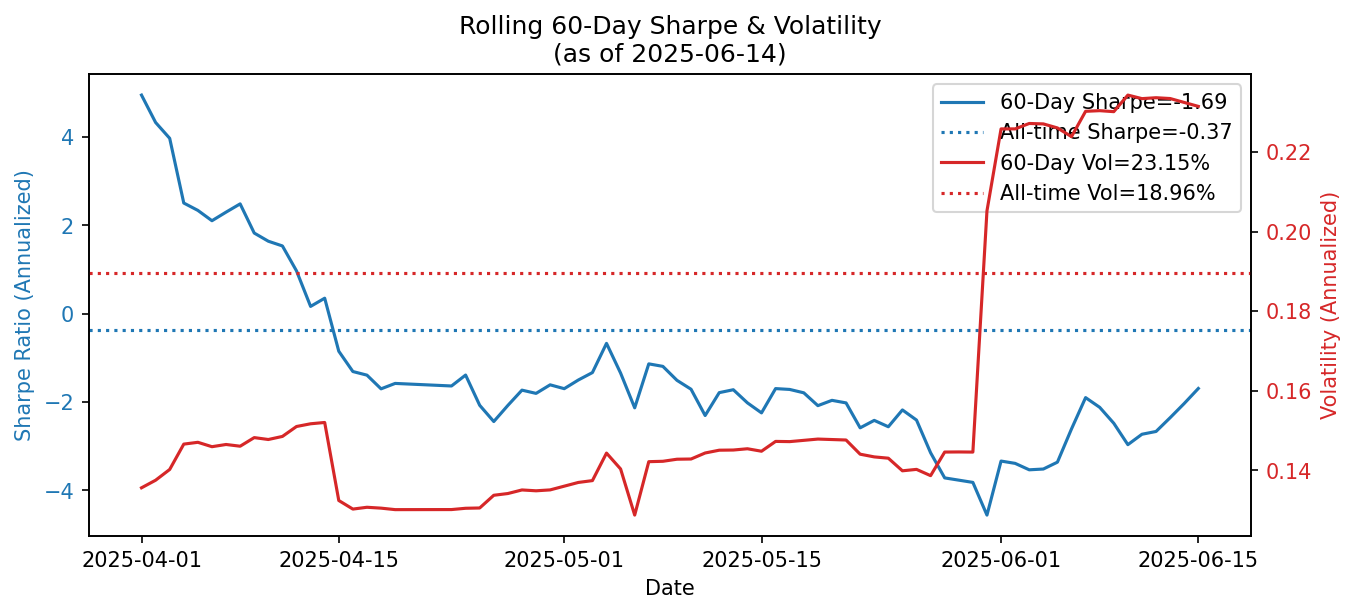 Rolling 60-Day Sharpe & Volatility
(as of 2025-06-14)
60-Day Sharpe=-1.69
All-time Sharpe=-0.37
60-Day Vol=23.15%
All-time Vol=18.96%
Sharpe Ratio (Annualized)
4
2
0
−2
−4
0.22
0.20
0.18
0.16
0.14
Volatility (Annualized)
2025-04-01
2025-04-15
2025-05-01
2025-05-15
2025-06-01
2025-06-15
Date